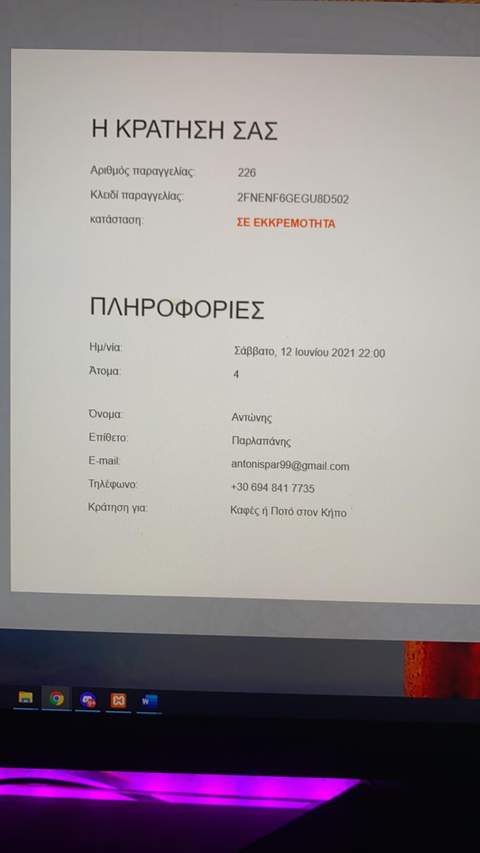 Η ΚΡΑΤΗΣΗ ΣΑΣ
Αριθμός παραγγελίας: 226
Κλειδί παραγγελίας: 2FNENF6GEGU8D502
κατάσταση: ΣΕ ΕΚΚΡΕΜΟΤΗΤΑ
ΠΛΗΡΟΦΟΡΙΕΣ
Ημ/νία: Σάββατο, 12 Ιουνίου 2021 22:00
Άτομα: 4
Όνομα: Αντώνης
Επίθετο: Παρλαπάνης
E-mail: antonispar99@gmail.com
Τηλέφωνο: +30 694 841 7735
Κράτηση για: Καφές ή Ποτό στον Κήπο